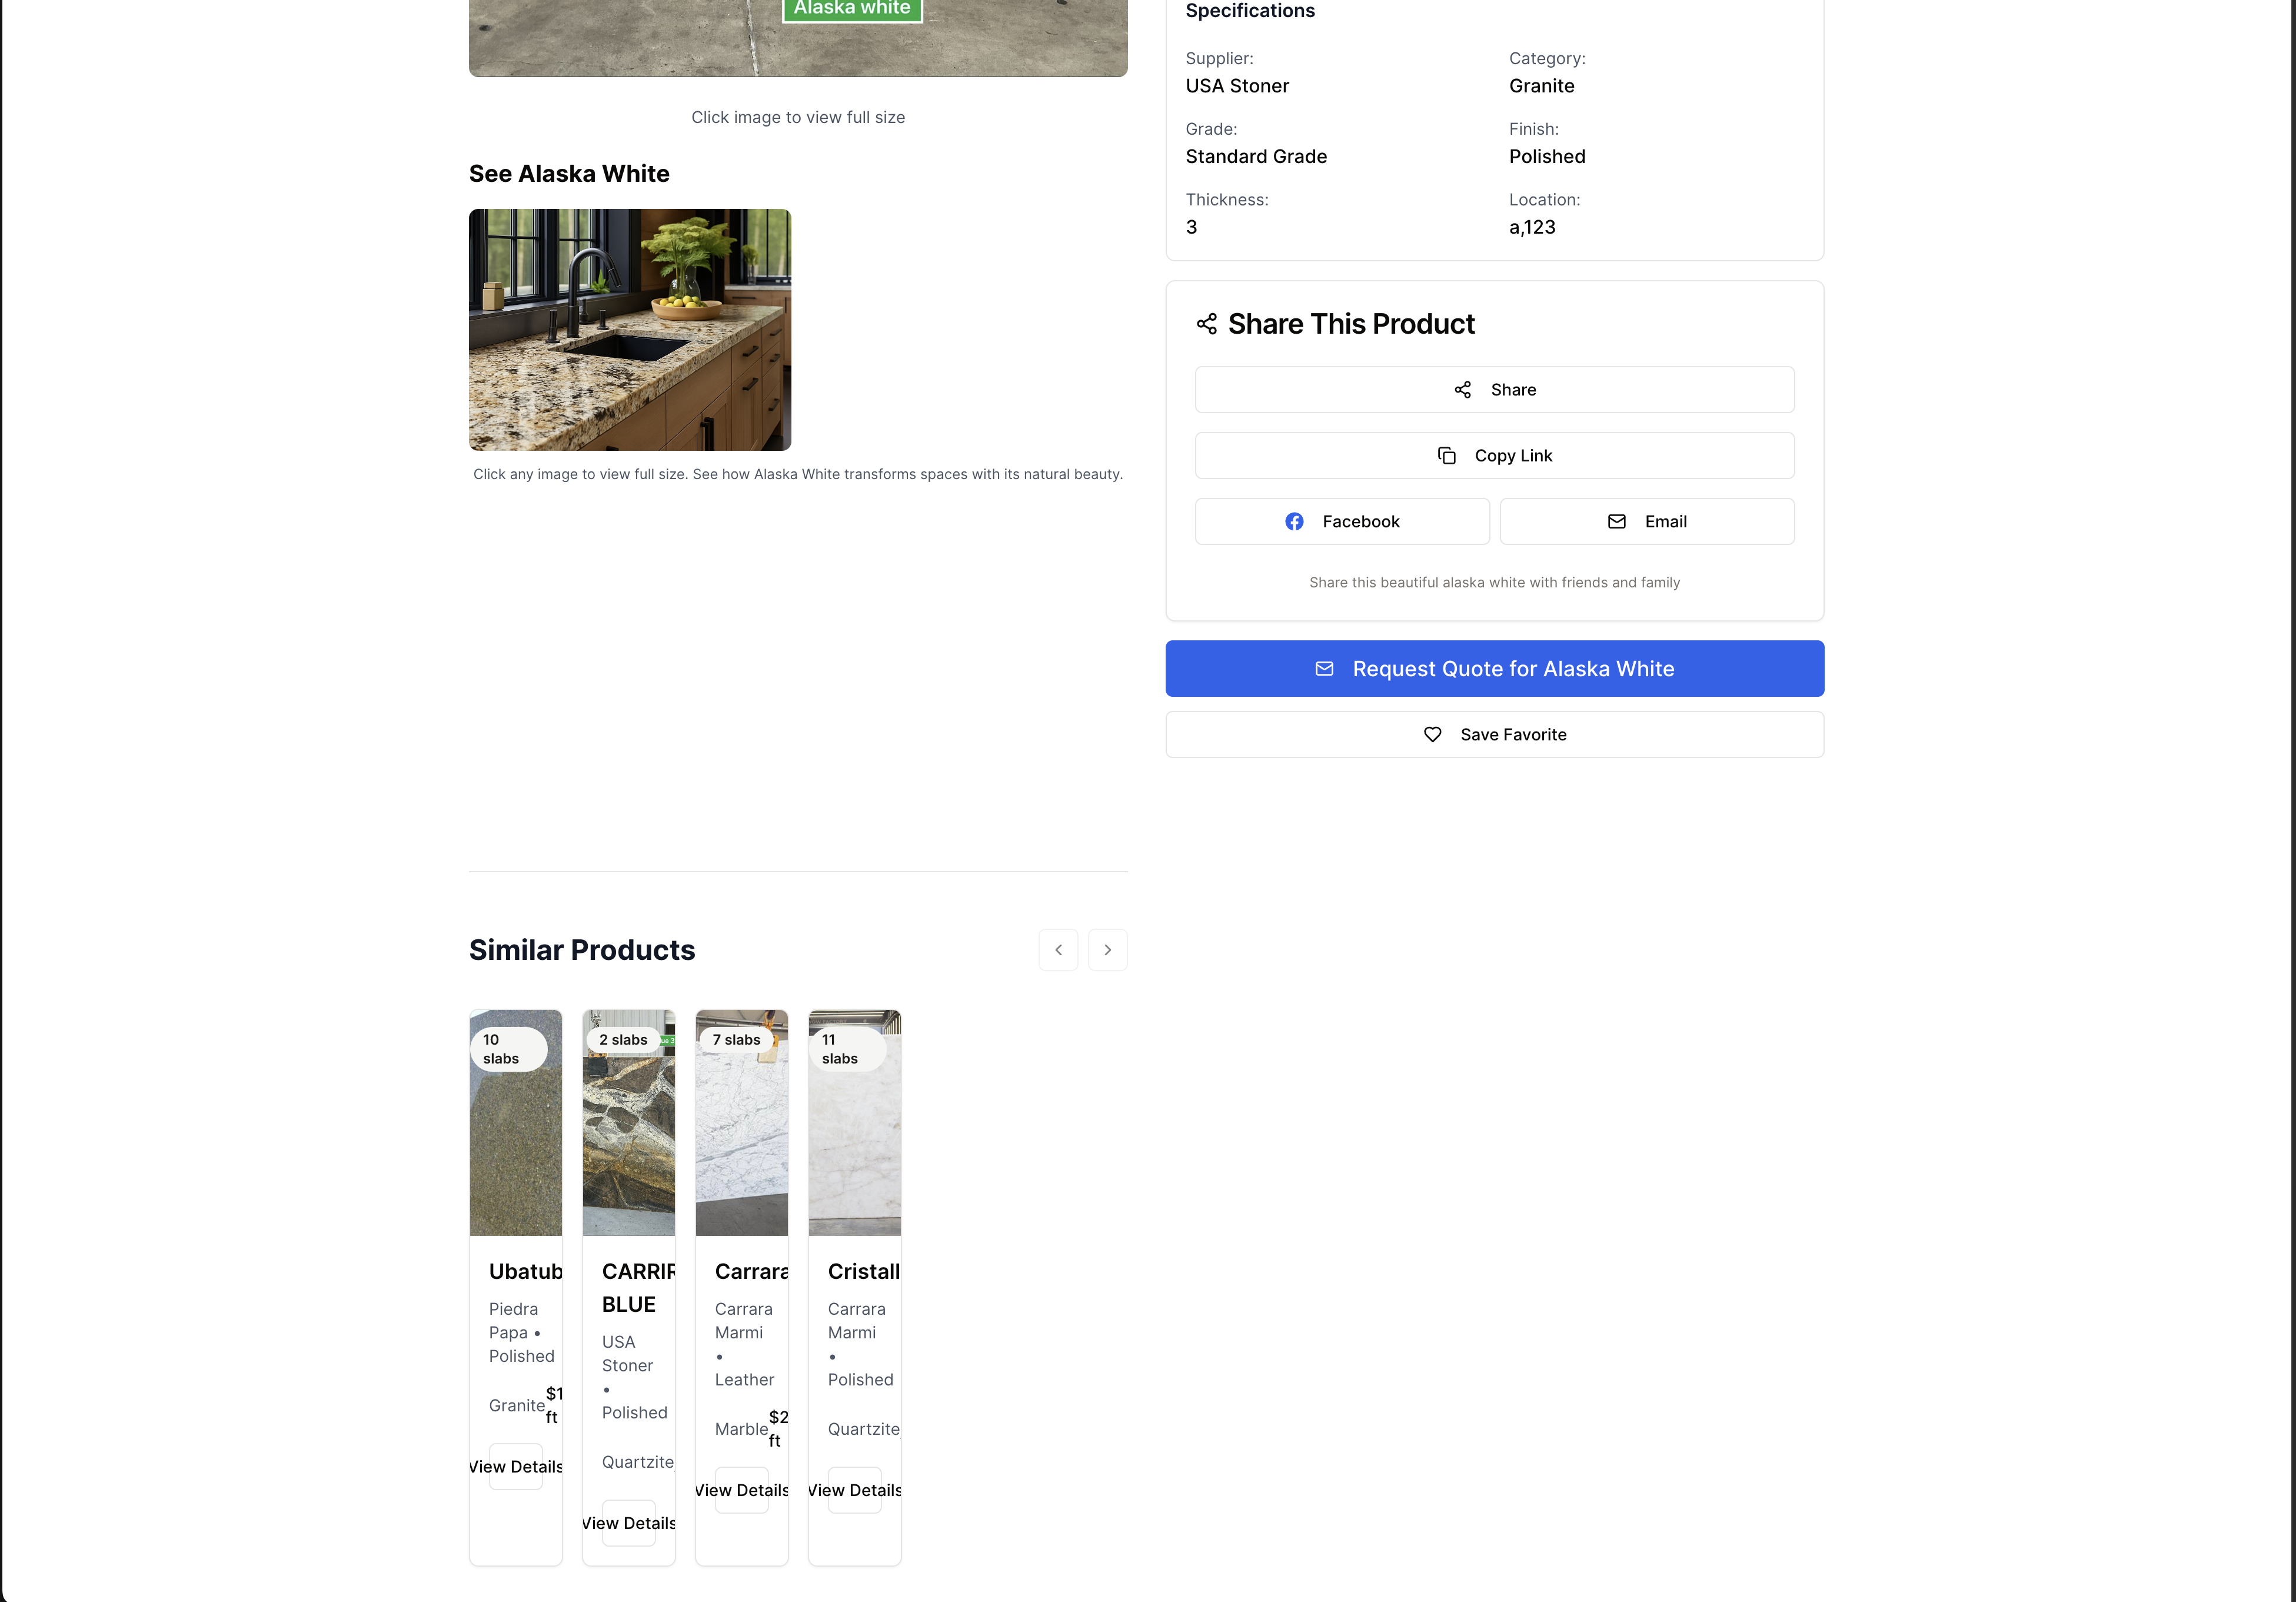 Alaska white
Click image to view full size
See Alaska White
Click any image to view full size. See how Alaska White transforms spaces with its natural beauty.
Specifications
Supplier:
USA Stoner
Category:
Granite
Grade:
Standard Grade
Finish:
Polished
Thickness:
3
Location:
a,123
Share This Product
Share
Copy Link
Facebook
Email
Share this beautiful alaska white with friends and family
Request Quote for Alaska White
Save Favorite
Similar Products
10
slabs
Ubatub
Piedra
Papa •
Polished
Granite
$1
ft
View Details
2 slabs
CARRIR
BLUE
USA
Stoner
•
Polished
Quartzite
View Details
7 slabs
Carrara
Carrara
Marmi
•
Leather
Marble
$2
ft
View Details
11
slabs
Cristall
Carrara
Marmi
•
Polished
Quartzite
View Details